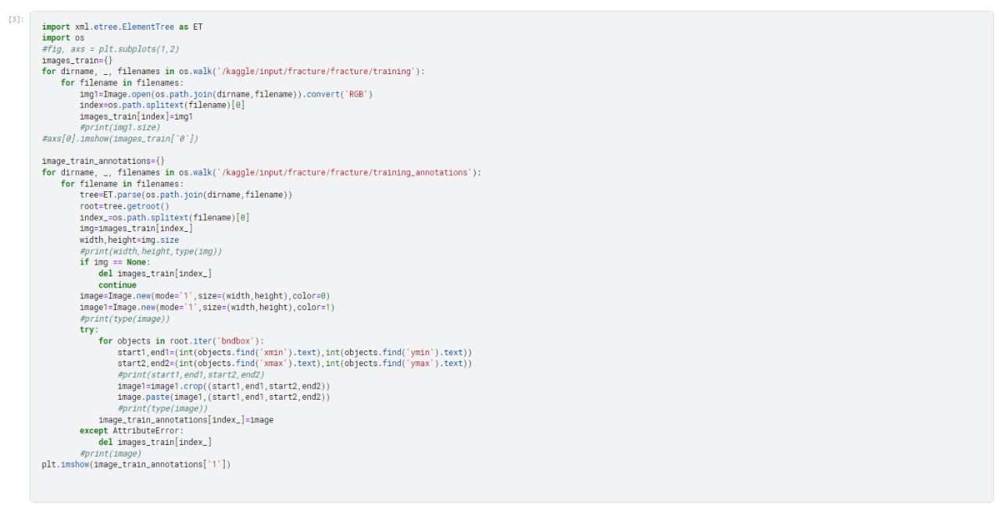 [3]:
import xml.etree.ElementTree as ET
import os
#fig, axs = plt.subplots(1,2)
images_train={}
for dirname, _, filenames in os.walk('/kaggle/input/fracture/fracture/training'):
    for filename in filenames:
        img1=Image.open(os.path.join(dirname,filename)).convert('RGB')
        index=os.path.splitext(filename)[0]
        images_train[index]=img1
        #print(img1.size)
#axs[0].imshow(images_train['0'])

image_train_annotations={}
for dirname, _, filenames in os.walk('/kaggle/input/fracture/fracture/training_annotations'):
    for filename in filenames:
        tree=ET.parse(os.path.join(dirname,filename))
        root=tree.getroot()
        index_=os.path.splitext(filename)[0]
        img=images_train[index_]
        width,height=img.size
        #print(width,height,type(img))
        if img == None:
            del images_train[index_]
            continue
        image=Image.new(mode='1',size=(width,height),color=0)
        image1=Image.new(mode='1',size=(width,height),color=1)
        #print(type(image))
        try:
            for objects in root.iter('bndbox'):
                start1,end1=(int(objects.find('xmin').text),int(objects.find('ymin').text))
                start2,end2=(int(objects.find('xmax').text),int(objects.find('ymax').text))
                #print(start1,end1,start2,end2)
                image1=image1.crop((start1,end1,start2,end2))
                image.paste(image1,(start1,end1,start2,end2))
                #print(type(image))
            image_train_annotations[index_]=image
        except AttributeError:
            del images_train[index_]
        #print(image)
plt.imshow(image_train_annotations['1'])